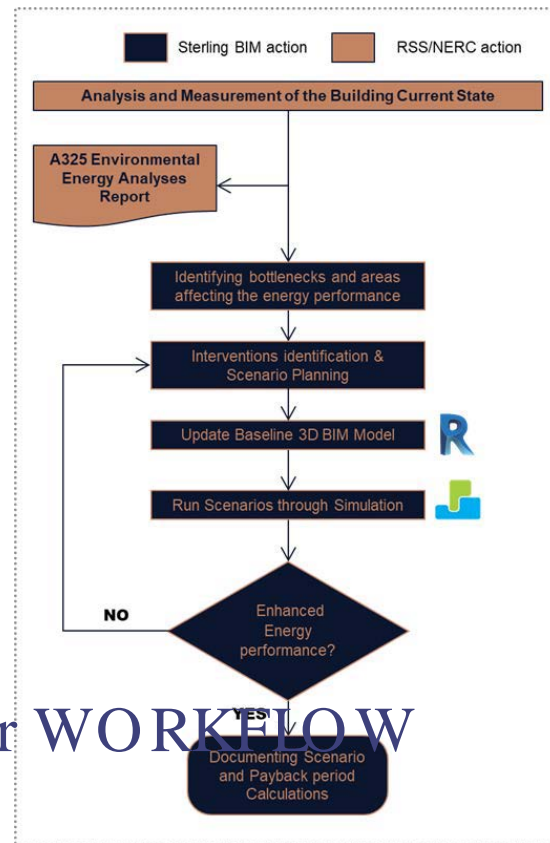 Sterling BIM action
RSS/NERC action
Analysis and Measurement of the Building Current State
A325 Environmental
Energy Analyses
Report
Identifying bottlenecks and areas
affecting the energy performance
Interventions identification &
Scenario Planning
Update Baseline 3D BIM Model
R
Run Scenarios through Simulation
Enhanced
Energy
performance?
NO
YES
r WORKFLOW
Documenting Scenario
and Payback period
Calculations